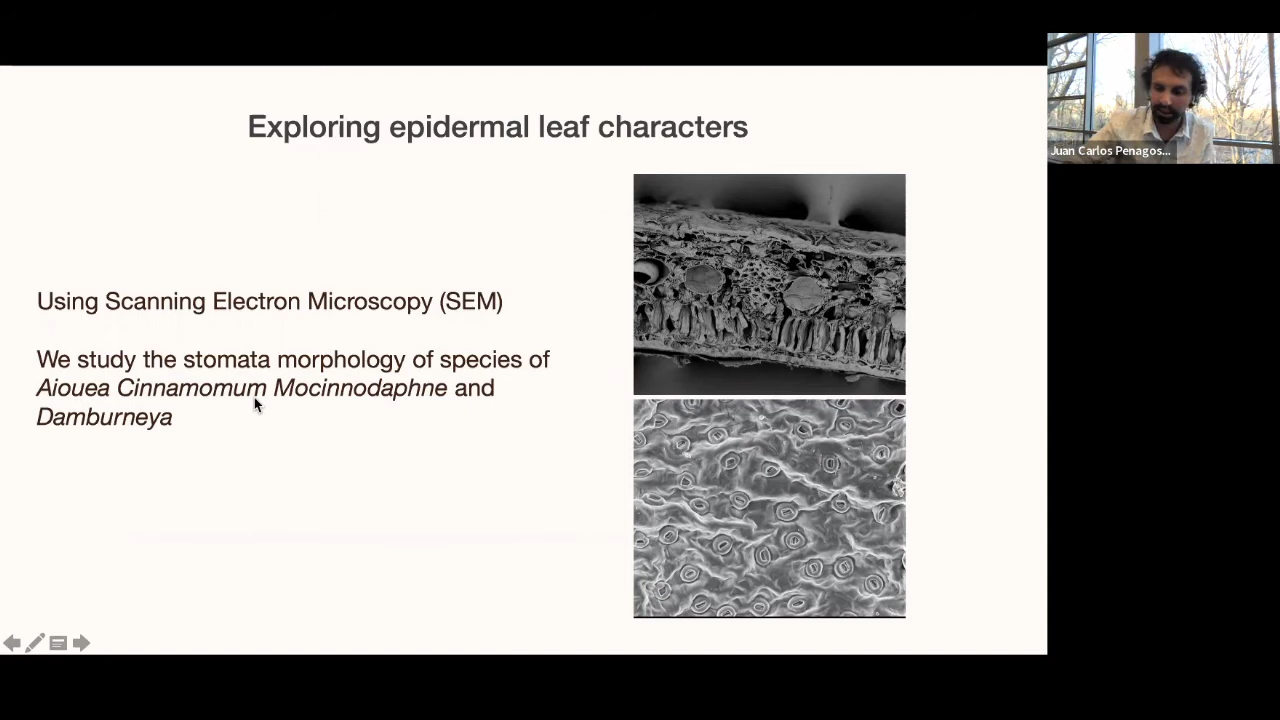 Exploring epidermal leaf characters
Juan Carlos Penagos...
Using Scanning Electron Microscopy (SEM)
We study the stomata morphology of species of
Aiouea Cinnamomum Mocinnodaphne and
Damburneya